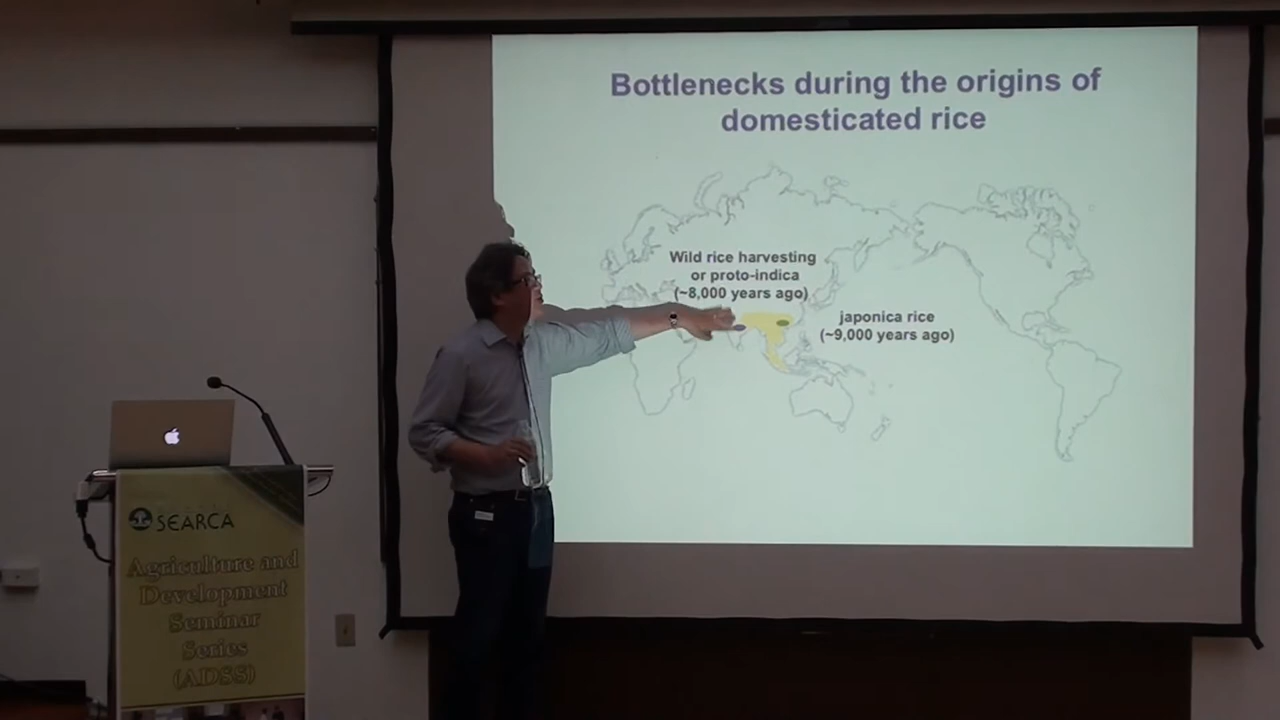 Bottlenecks during the origins of
domesticated rice
Wild rice harvesting
or proto-indica
(~8,000 years ago)
japonica rice
(~9,000 years ago)
SEARCA
Agriculture and
Development
Seminar
Series
(ADSS)